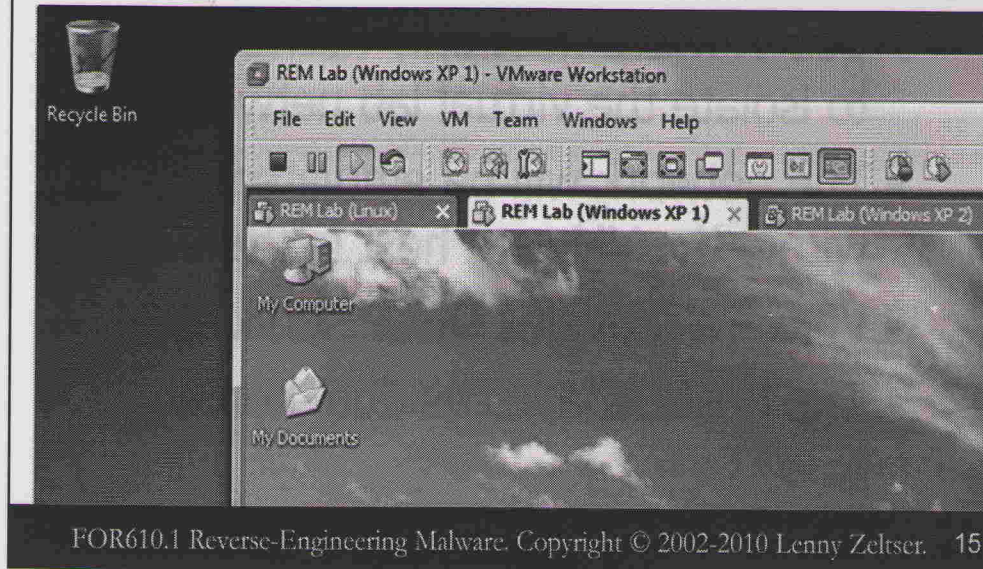 Recycle Bin
REM Lab (Windows XP 1) - VMware Workstation
File Edit View VM Team Windows Help
REM Lab (Linux) × REM Lab (Windows XP 1) × REM Lab (Windows XP 2)
My Computer
My Documents
FOR610.1 Reverse-Engineering Malware. Copyright © 2002-2010 Lenny Zeltser. 15